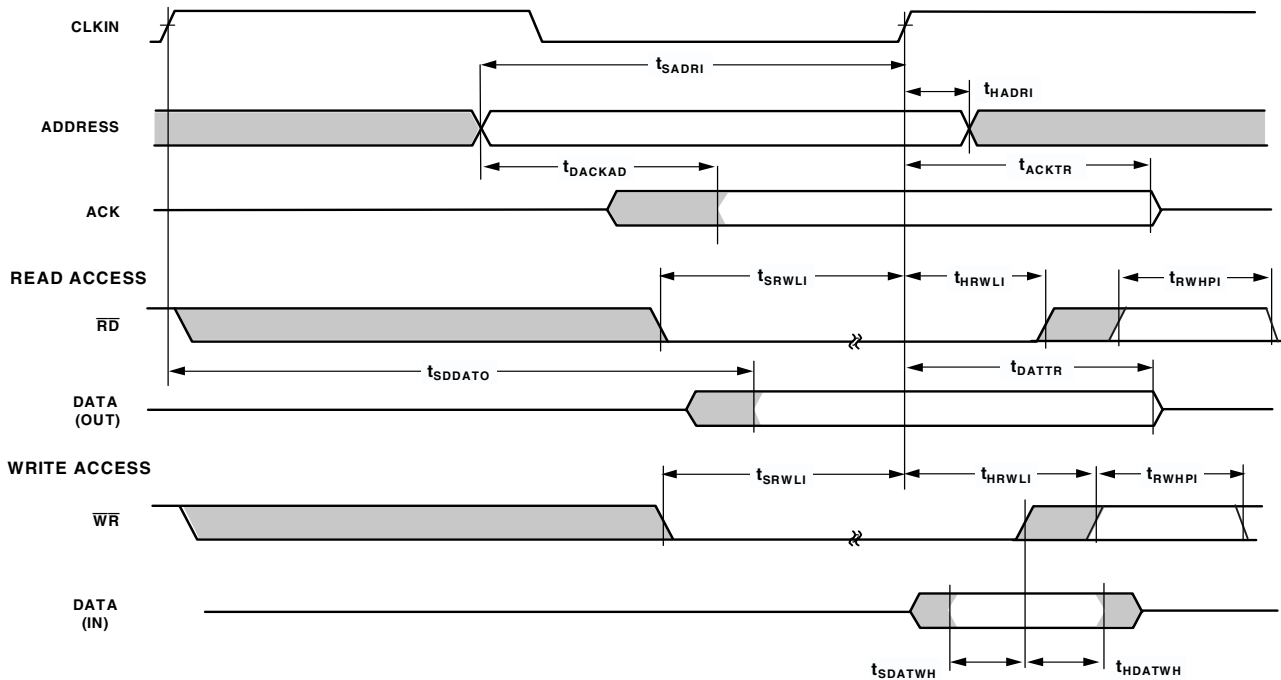 CLKIN
tSADRI
tHADRI
ADDRESS
tDACKAD
tACKTR
ACK
READ ACCESS
tSRWLI
tHRWLI
tRWHPI
RD
tSDDATO
tDATTR
DATA
(OUT)
WRITE ACCESS
tSRWLI
tHRWLI
tRWHPI
WR
DATA
(IN)
tSDATWH
tHDATWH